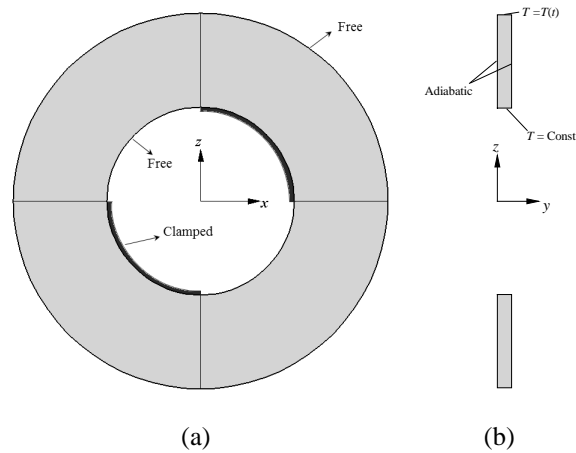 Free
T =T(t)
Adiabatic
T = Const
z
Free
x
Clamped
z
y
(a)
(b)